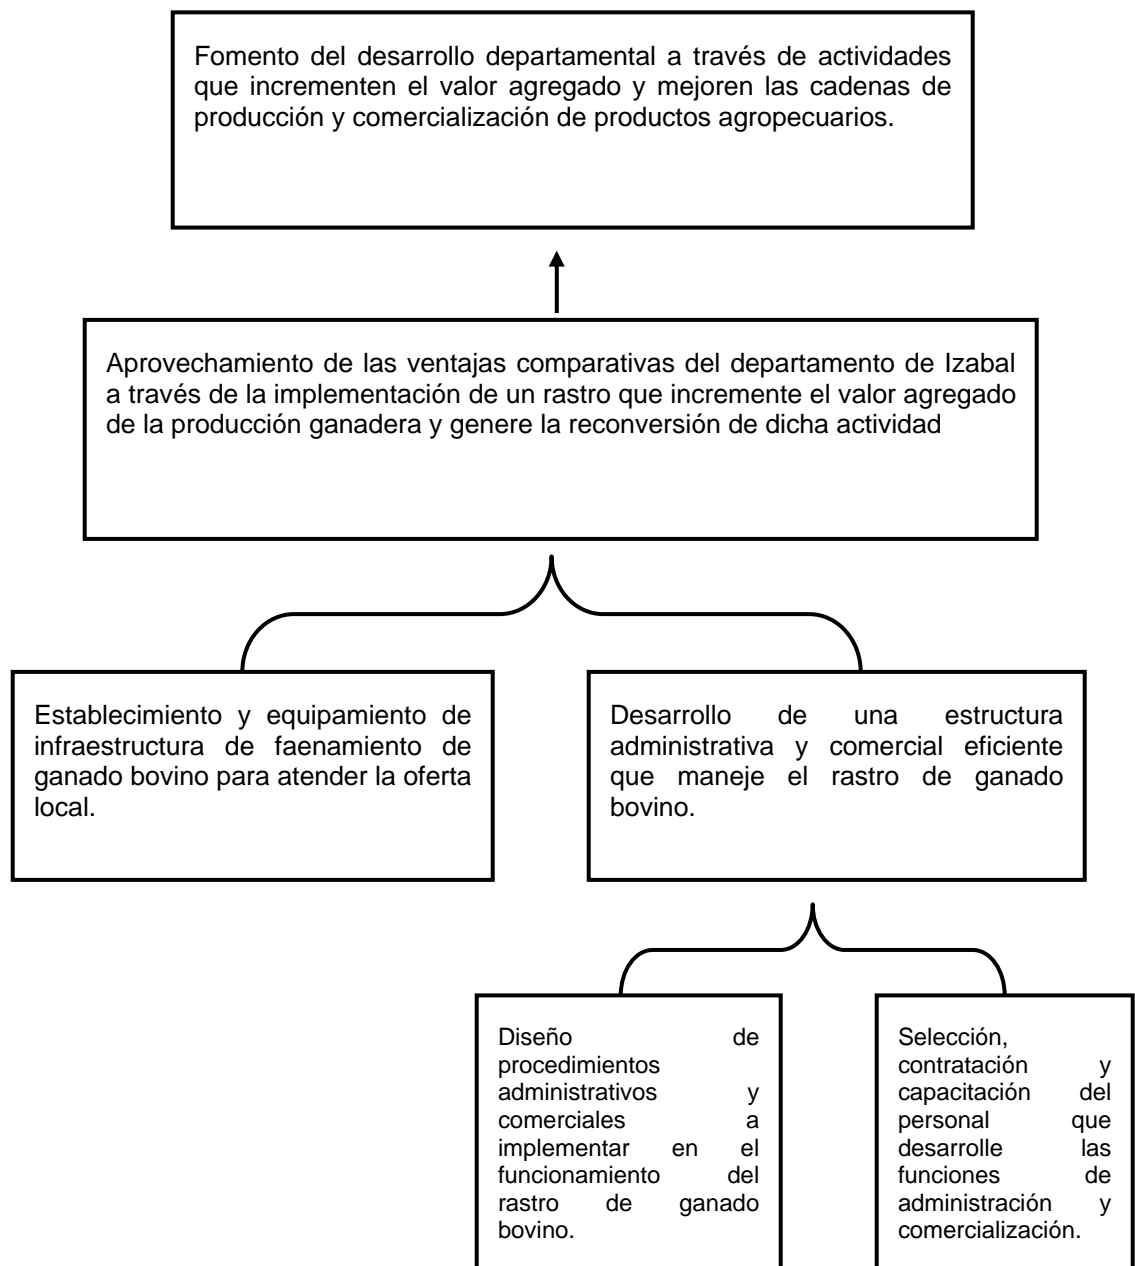 Fomento del desarrollo departamental a través de actividades
que incrementen el valor agregado y mejoren las cadenas de
producción y comercialización de productos agropecuarios.
Aprovechamiento de las ventajas comparativas del departamento de Izabal
a través de la implementación de un rastro que incremente el valor agregado
de la producción ganadera y genere la reconversión de dicha actividad
Establecimiento y equipamiento de
infraestructura de faenamiento de
ganado bovino para atender la oferta
local.
Desarrollo de una estructura
administrativa y comercial eficiente
que maneje el rastro de ganado
bovino.
Diseño de
procedimientos
administrativos y
comerciales a
implementar en el
funcionamiento del
rastro de ganado
bovino.
Selección,
contratación y
capacitación del
personal que
desarrolle las
funciones de
administración y
comercialización.